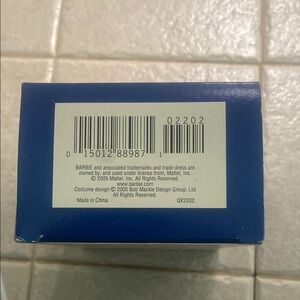 02202
0 15012 88987 1
BARBIE and associated trademarks and trade dress are
owned by, and used under license from, Mattel, Inc.
© 2005 Mattel, Inc. All Rights Reserved.
www.barbie.com
Costume design © 2005 Bob Mackie Design Group, Ltd.
All Rights Reserved.
Made in China QX2202